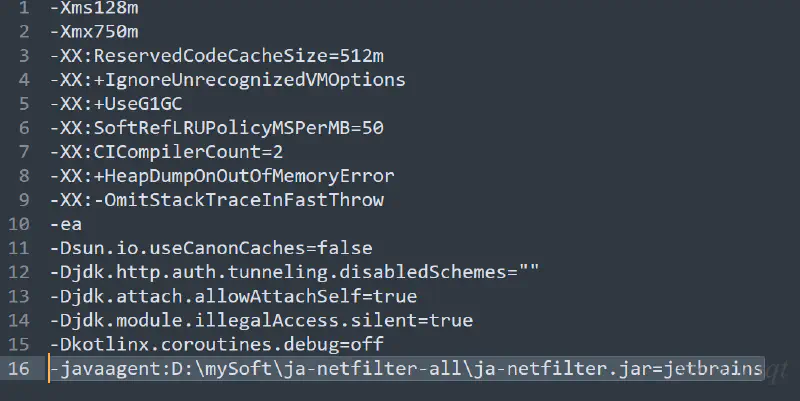 1 -Xms128m
2 -Xmx750m
3 -XX:ReservedCodeCacheSize=512m
4 -XX:+IgnoreUnrecognizedVMOptions
5 -XX:+UseG1GC
6 -XX:SoftRefLRUPolicyMSPerMB=50
7 -XX:CICompilerCount=2
8 -XX:+HeapDumpOnOutOfMemoryError
9 -XX:-OmitStackTraceInFastThrow
10 -ea
11 -Dsun.io.useCanonCaches=false
12 -Djdk.http.auth.tunneling.disabledSchemes=""
13 -Djdk.attach.allowAttachSelf=true
14 -Djdk.module.illegalAccess.silent=true
15 -Dkotlinx.coroutines.debug=off
16 -javaagent:D:\mySoft\ja-netfilter-all\ja-netfilter.jar=jetbrains